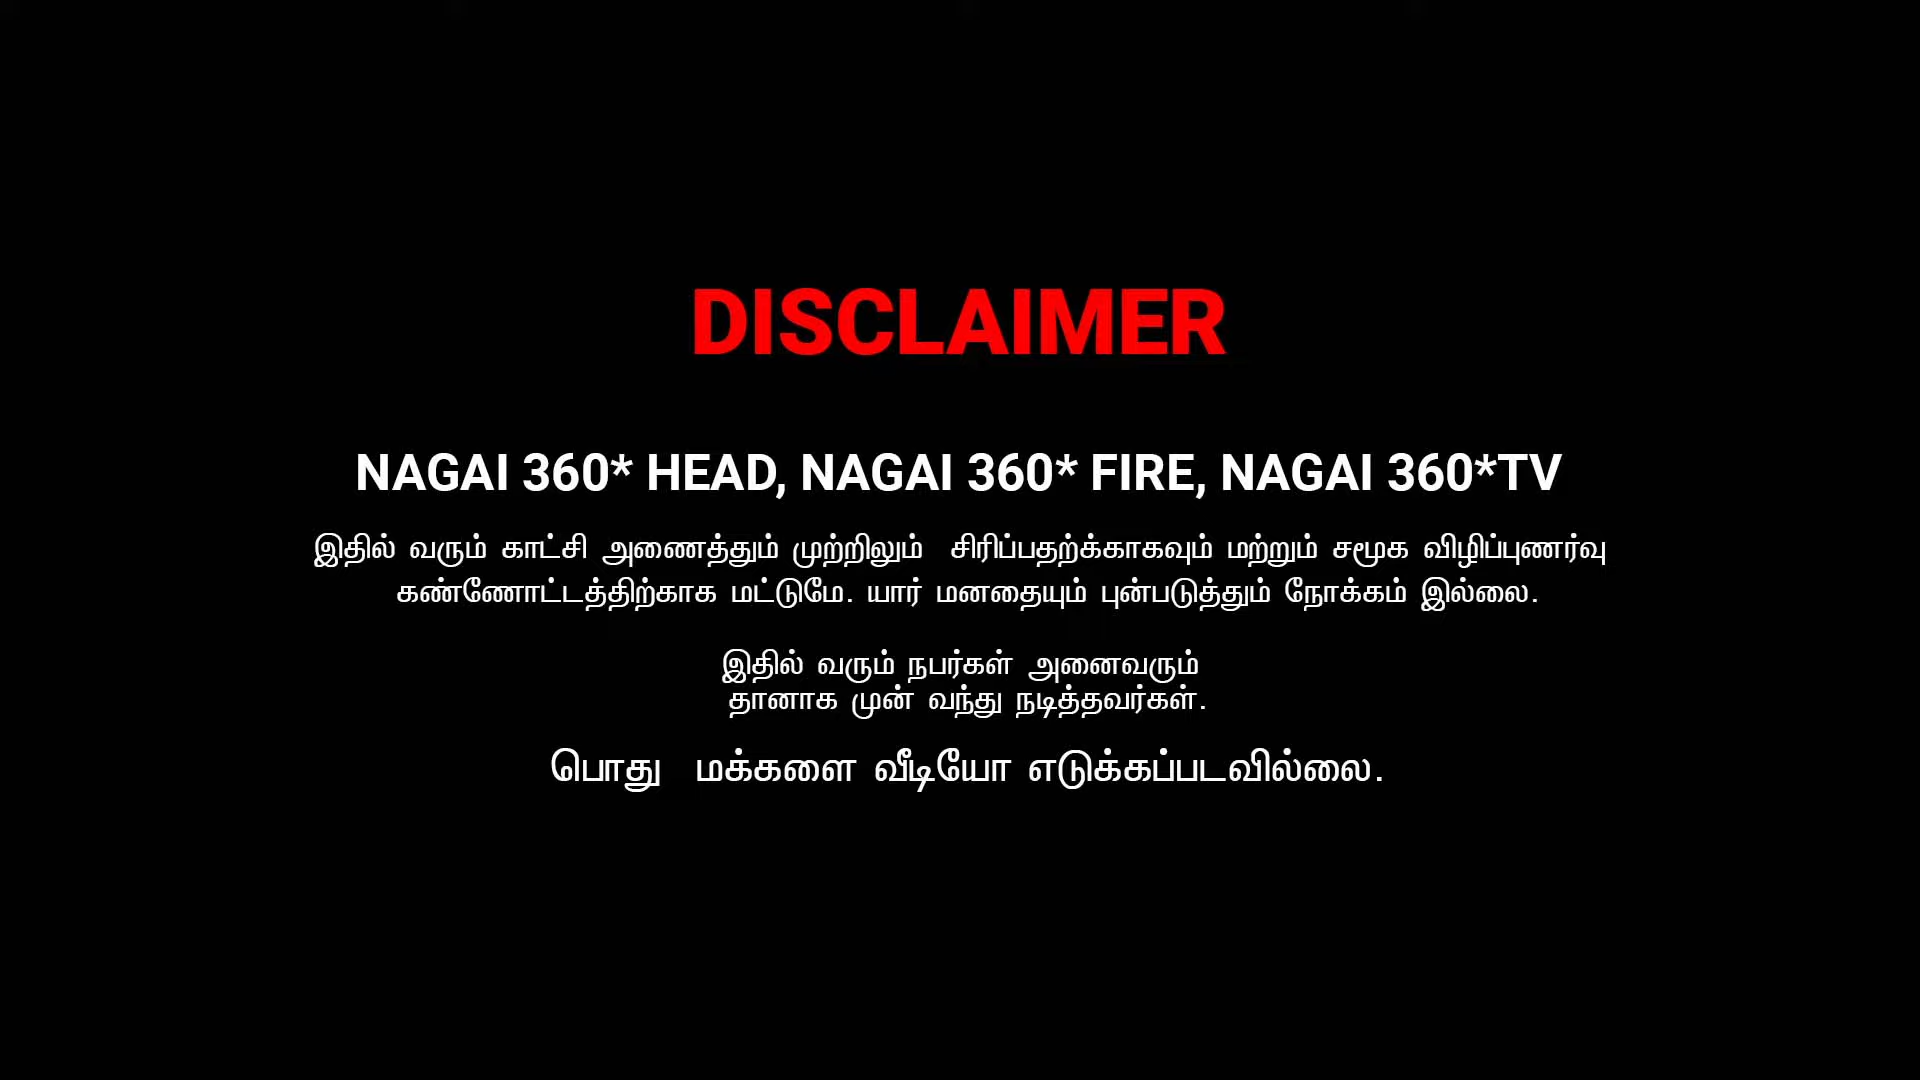 DISCLAIMER
NAGAI 360* HEAD, NAGAI 360* FIRE, NAGAI 360*TV
இதில் வரும் காட்சி அணைத்தும் முற்றிலும் சிரிப்பதற்க்காகவும் மற்றும் சமூக விழிப்புணர்வு
கண்ணோட்டத்திற்காக மட்டுமே. யார் மனதையும் புன்படுத்தும் நோக்கம் இல்லை.
இதில் வரும் நபர்கள் அனைவரும்
தானாக முன் வந்து நடித்தவர்கள்.
பொது மக்களை வீடியோ எடுக்கப்படவில்லை.